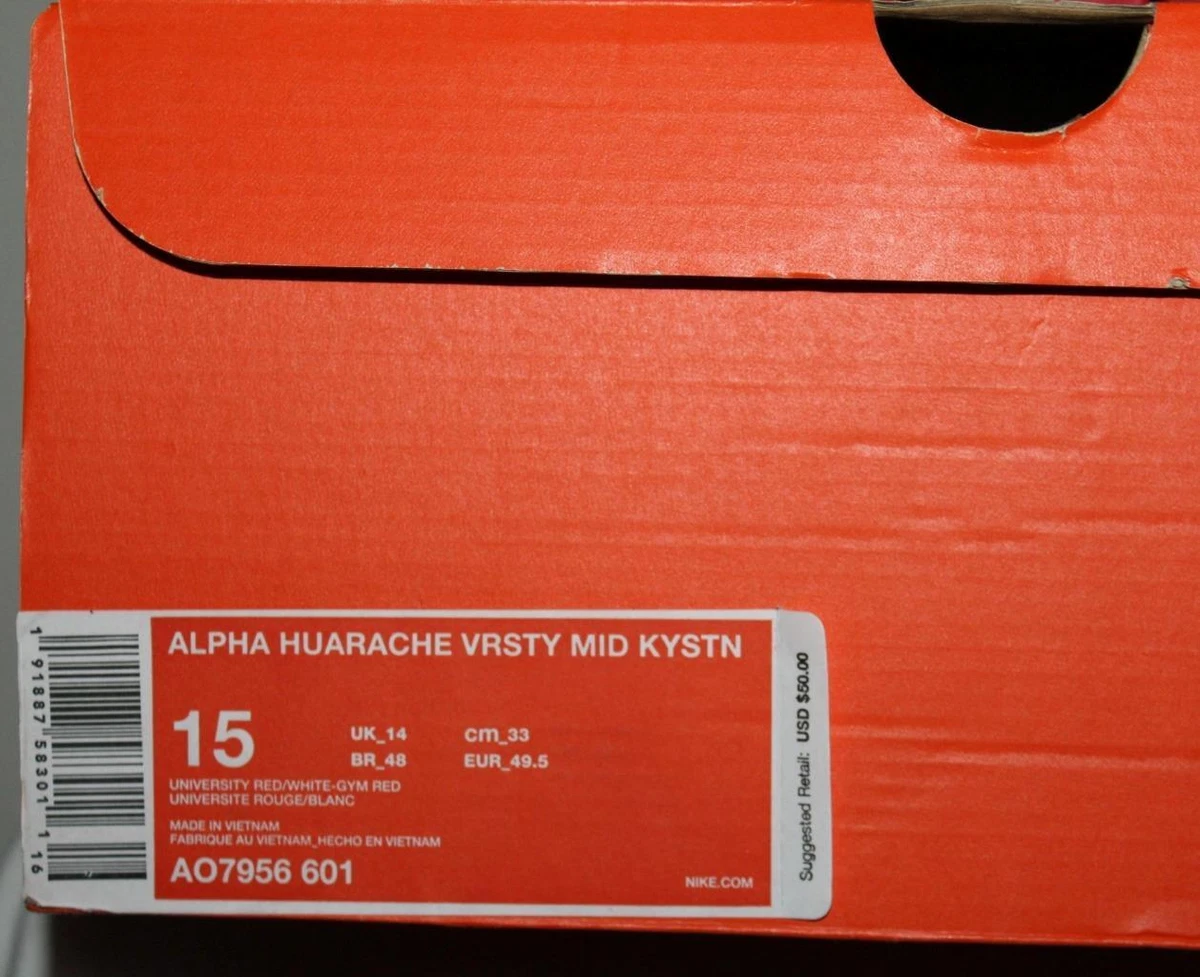 ALPHA HUARACHE VRSTY MID KYSTN
15
UK_14 cm_33
BR_48 EUR_49.5
UNIVERSITY RED/WHITE-GYM RED
UNIVERSITE ROUGE/BLANC
MADE IN VIETNAM
FABRIQUE AU VIETNAM_HECHO EN VIETNAM
AO7956 601
NIKE.COM
1 91887 58301 1 16
Suggested Retail: USD $50.00